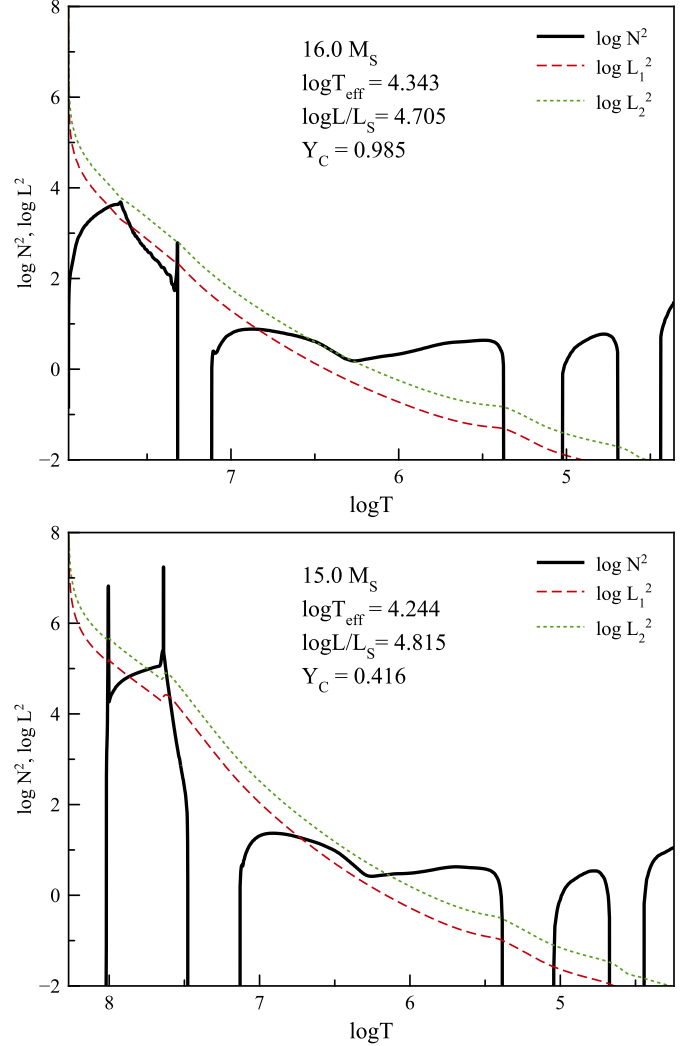 8
6
4
2
0
−2
log N², log L²
16.0 M_S
logT_eff = 4.343
logL/L_S= 4.705
Y_C = 0.985
log N²
log L₁²
log L₂²
7 6 5
logT
8
6
4
2
0
−2
log N², log L²
15.0 M_S
logT_eff = 4.244
logL/L_S= 4.815
Y_C = 0.416
log N²
log L₁²
log L₂²
8 7 6 5
logT